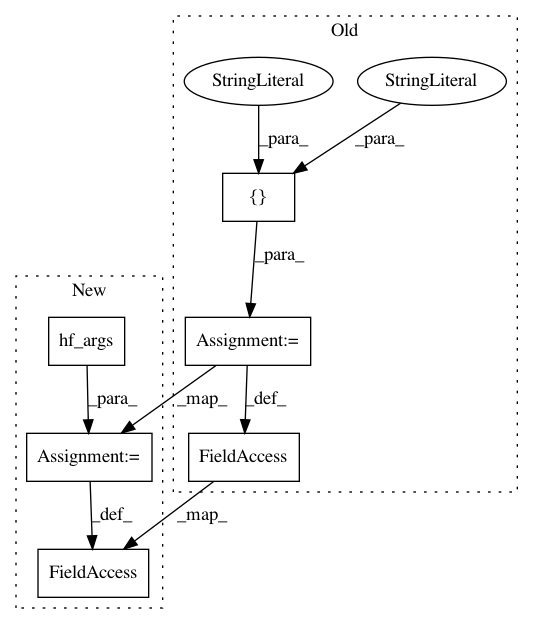 Old
StringLiteral
StringLiteral
_para_
_para_
{}
_para_
New
hf_args
Assignment:=
_para_
_map_
_def_
Assignment:=
FieldAccess
_def_
_map_
FieldAccess